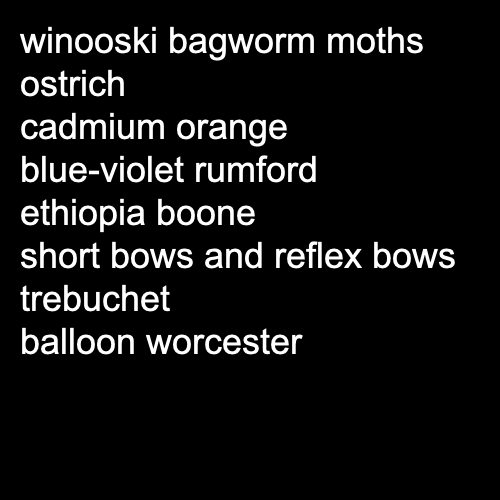 winooski bagworm moths
ostrich
cadmium orange
blue-violet rumford
ethiopia boone
short bows and reflex bows
trebuchet
balloon worcester